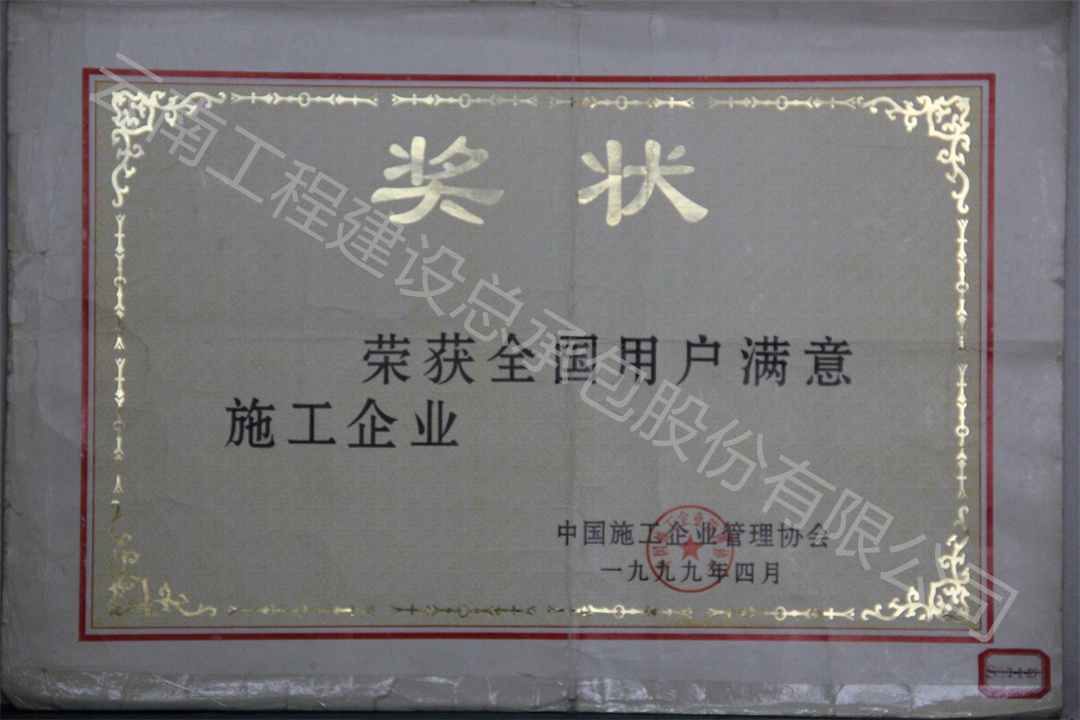 奖状
荣获全国用户满意
施工企业
中国施工企业管理协会
一九九九年四月
云南工程建设总承包股份有限公司